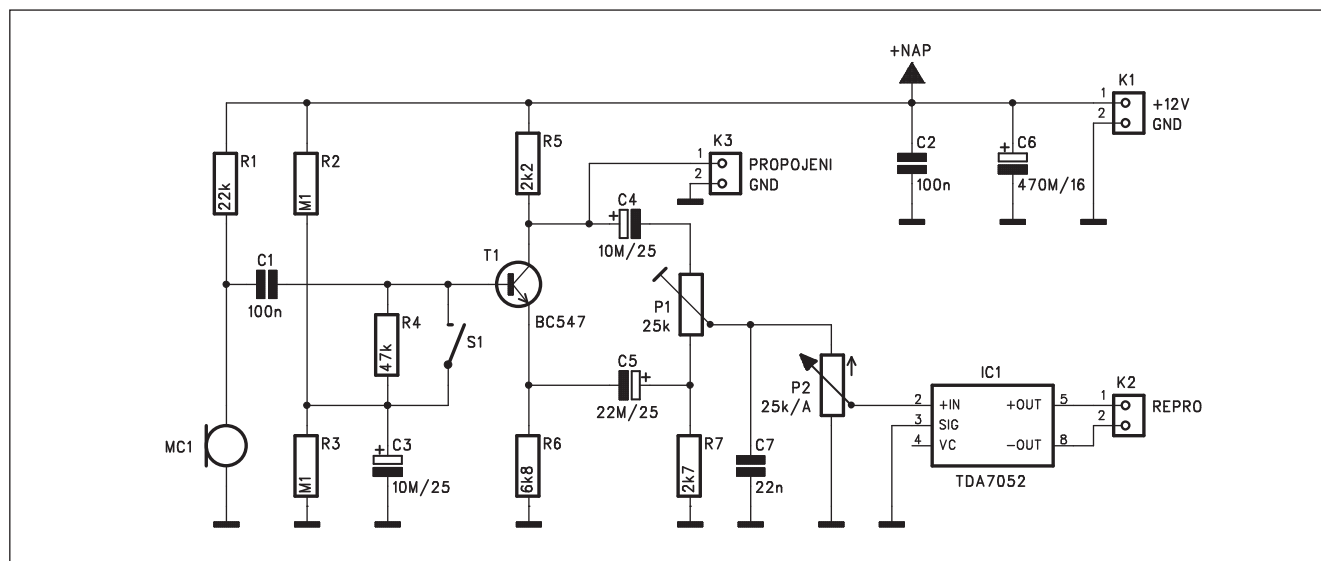 +NAP
K1
1
+12V
2
GND
R1
22k
R2
M1
R5
2k2
K3
1
PROPOJENI
2
GND
C2
100n
C6
+
470M/16
C4
+
10M/25
T1
BC547
C1
100n
R4
47k
S1
P1
25k
C5
+
22M/25
P2
25k/A
IC1
2
+IN
+OUT
5
3
SIG
4
VC
-OUT
8
TDA7052
K2
1
REPRO
2
MC1
R3
M1
C3
+
10M/25
R6
6k8
R7
2k7
C7
22n